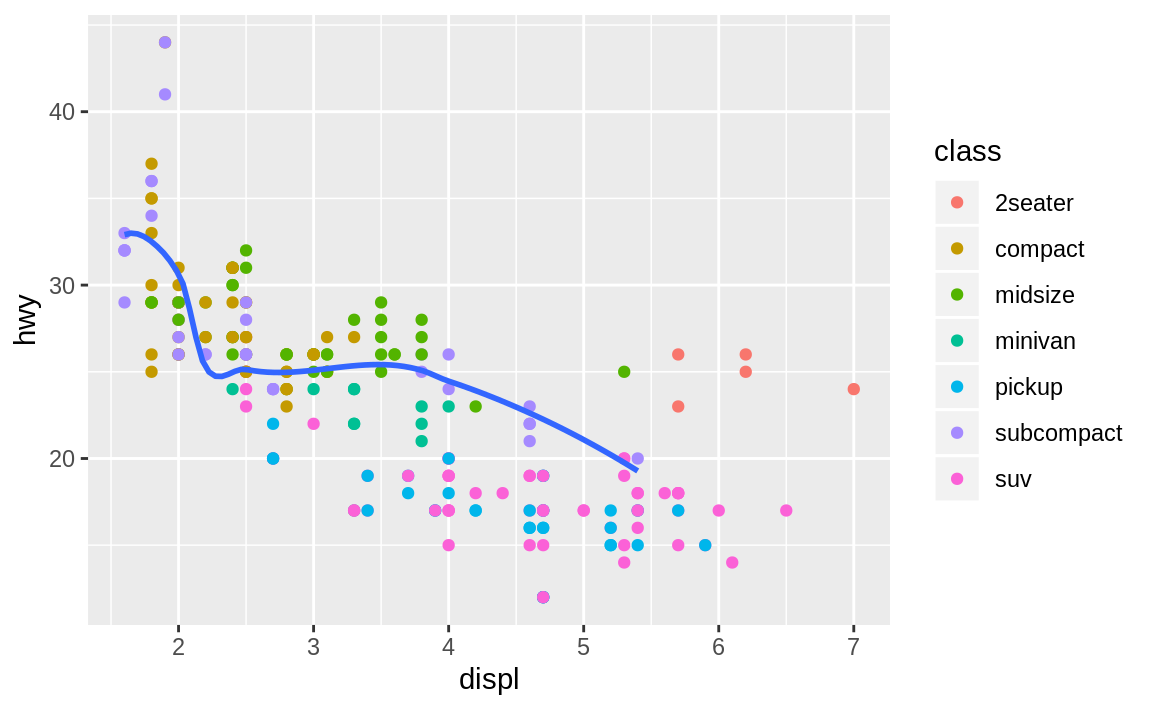 hwy
40
30
20
2 3 4 5 6 7
displ
class
2seater
compact
midsize
minivan
pickup
subcompact
suv